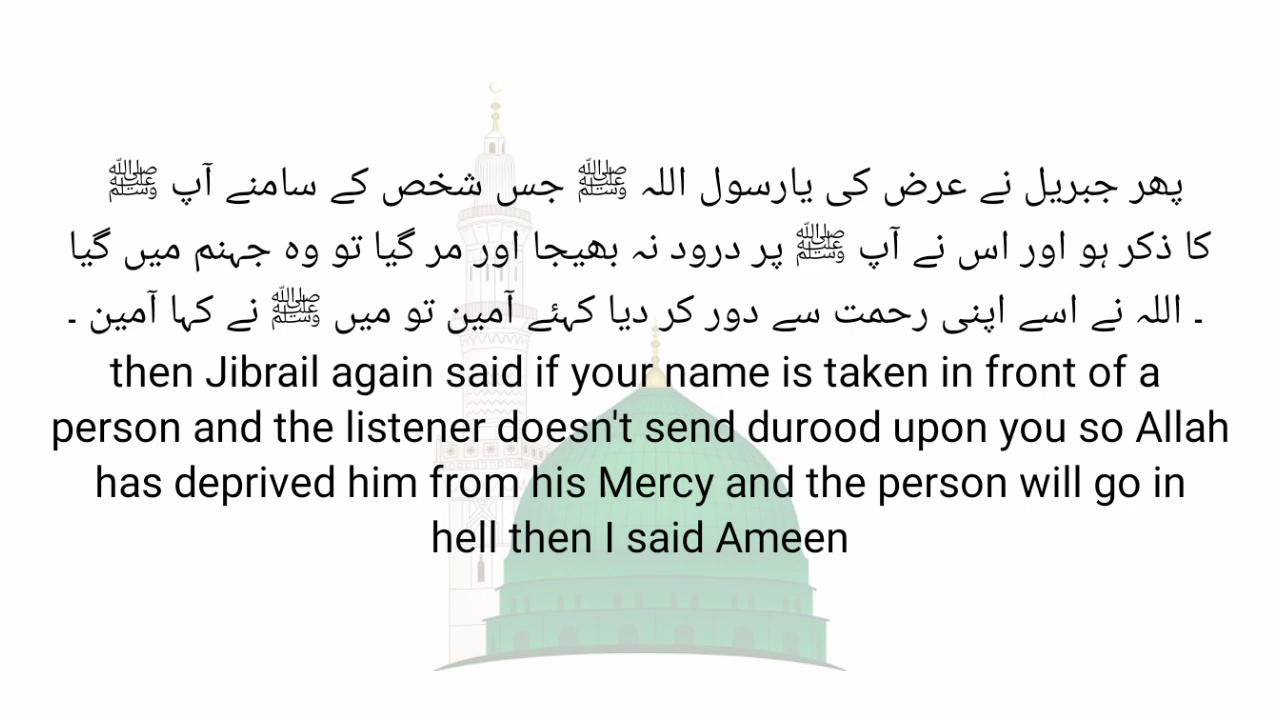 پھر جبریل نے عرض کی یارسول اللہ ﷺ جس شخص کے سامنے آپ ﷺ
کا ذکر ہو اور اس نے آپ ﷺ پر درود نہ بھیجا اور مر گیا تو وہ جہنم میں گیا
۔ اللہ نے اسے اپنی رحمت سے دور کر دیا کہئے آمین تو میں ﷺ نے کہا آمین ۔
then Jibrail again said if your name is taken in front of a
person and the listener doesn't send durood upon you so Allah
has deprived him from his Mercy and the person will go in
hell then I said Ameen